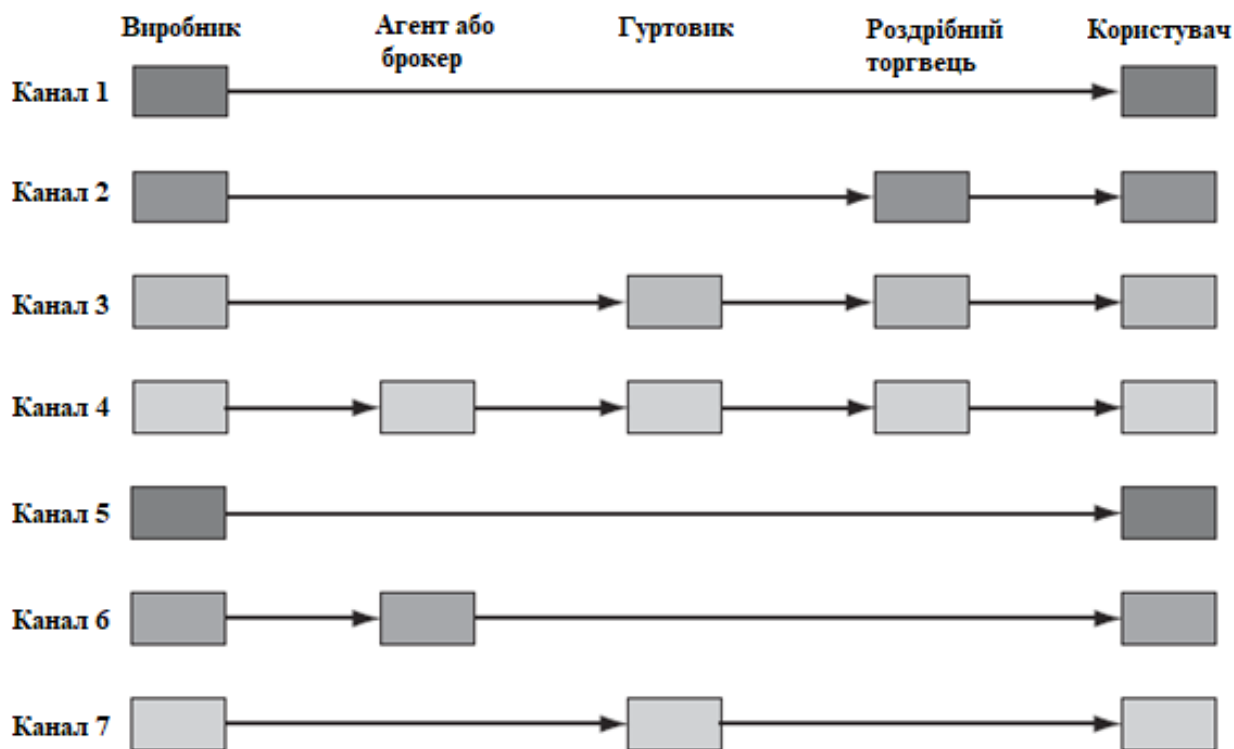 Виробник
Агент або
брокер
Гуртовик
Роздрібний
торгвець
Користувач
Канал 1
Канал 2
Канал 3
Канал 4
Канал 5
Канал 6
Канал 7